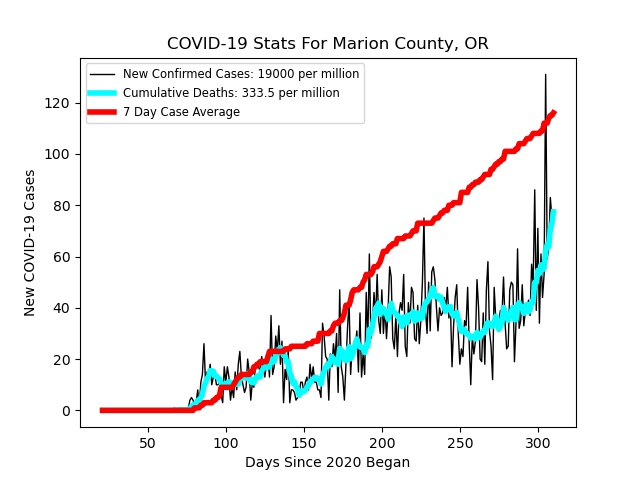 COVID-19 Stats For Marion County, OR
New Confirmed Cases: 19000 per million
Cumulative Deaths: 333.5 per million
7 Day Case Average
New COVID-19 Cases
120
100
80
60
40
20
0
50
100
150
200
250
300
Days Since 2020 Began